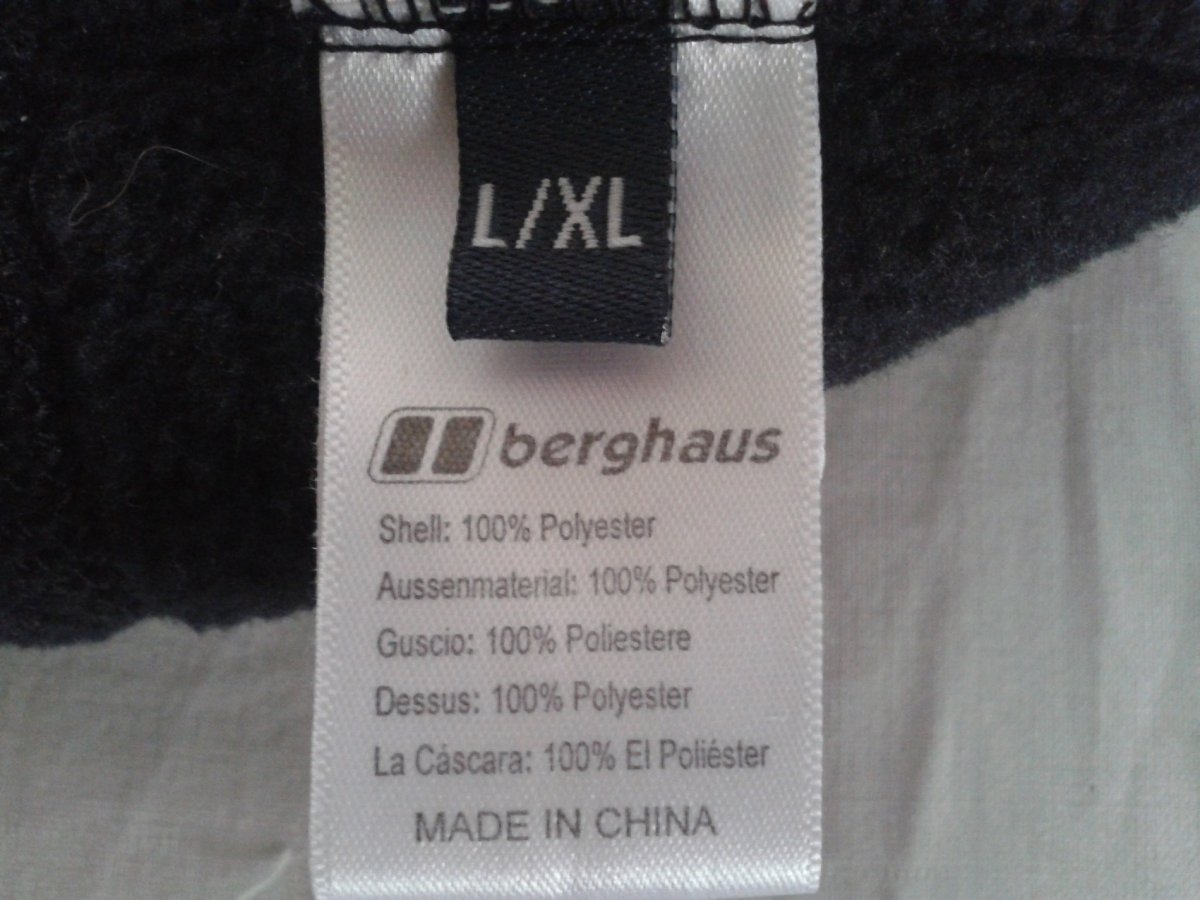 L/XL
berghaus
Shell: 100% Polyester
Aussenmaterial: 100% Polyester
Guscio: 100% Poliestere
Dessus: 100% Polyester
La Cáscara: 100% El Poliéster
MADE IN CHINA